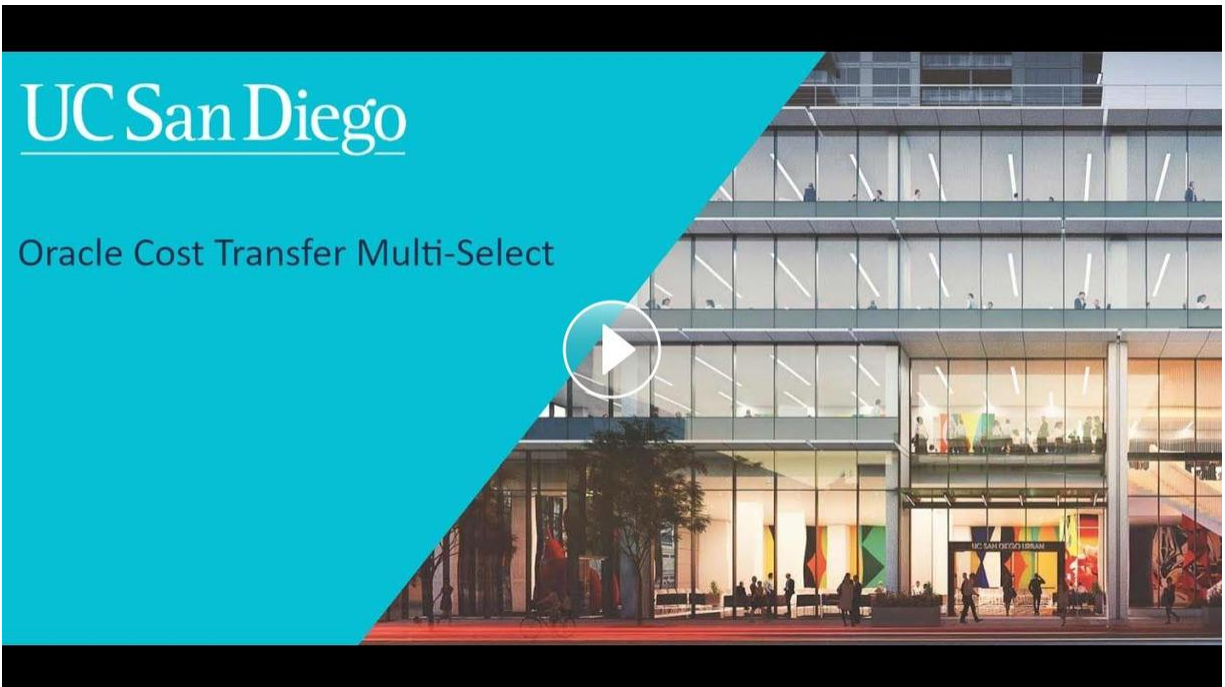 UC San Diego
Oracle Cost Transfer Multi-Select
UC SAN DIEGO URBAN